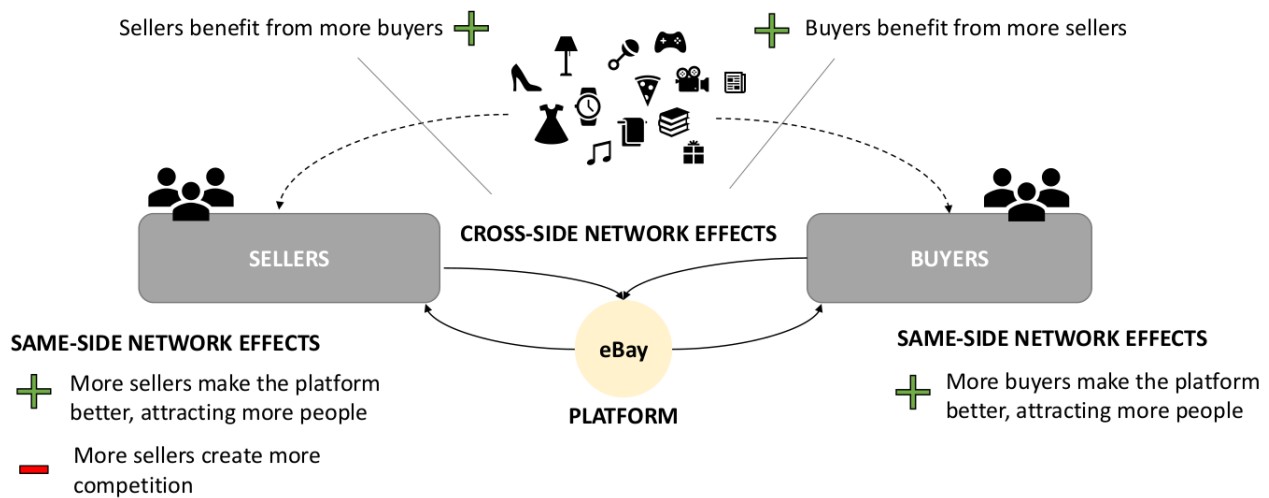 Sellers benefit from more buyers
Buyers benefit from more sellers
CROSS-SIDE NETWORK EFFECTS
SELLERS
BUYERS
eBay
PLATFORM
SAME-SIDE NETWORK EFFECTS
More sellers make the platform
better, attracting more people
More sellers create more
competition
SAME-SIDE NETWORK EFFECTS
More buyers make the platform
better, attracting more people